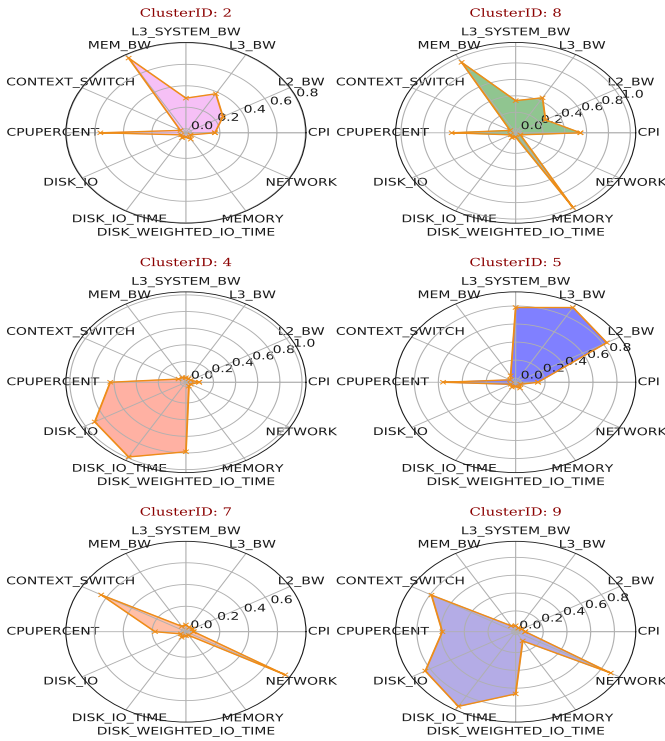 ClusterID: 2
L3_SYSTEM_BW
MEM_BW
L3_BW
CONTEXT_SWITCH
L2_BW
CPUPERCENT
CPI
DISK_IO
NETWORK
DISK_IO_TIME
MEMORY
DISK_WEIGHTED_IO_TIME
0.0
0.2
0.4
0.6
0.8
ClusterID: 8
L3_SYSTEM_BW
MEM_BW
L3_BW
CONTEXT_SWITCH
L2_BW
CPUPERCENT
CPI
DISK_IO
NETWORK
DISK_IO_TIME
MEMORY
DISK_WEIGHTED_IO_TIME
0.0
0.2
0.4
0.6
0.8
1.0
ClusterID: 4
L3_SYSTEM_BW
MEM_BW
L3_BW
CONTEXT_SWITCH
L2_BW
CPUPERCENT
CPI
DISK_IO
NETWORK
DISK_IO_TIME
MEMORY
DISK_WEIGHTED_IO_TIME
0.0
0.2
0.4
0.6
0.8
1.0
ClusterID: 5
L3_SYSTEM_BW
MEM_BW
L3_BW
CONTEXT_SWITCH
L2_BW
CPUPERCENT
CPI
DISK_IO
NETWORK
DISK_IO_TIME
MEMORY
DISK_WEIGHTED_IO_TIME
0.0
0.2
0.4
0.6
0.8
ClusterID: 7
L3_SYSTEM_BW
MEM_BW
L3_BW
CONTEXT_SWITCH
L2_BW
CPUPERCENT
CPI
DISK_IO
NETWORK
DISK_IO_TIME
MEMORY
DISK_WEIGHTED_IO_TIME
0.0
0.2
0.4
0.6
ClusterID: 9
L3_SYSTEM_BW
MEM_BW
L3_BW
CONTEXT_SWITCH
L2_BW
CPUPERCENT
CPI
DISK_IO
NETWORK
DISK_IO_TIME
MEMORY
DISK_WEIGHTED_IO_TIME
0.0
0.2
0.4
0.6
0.8